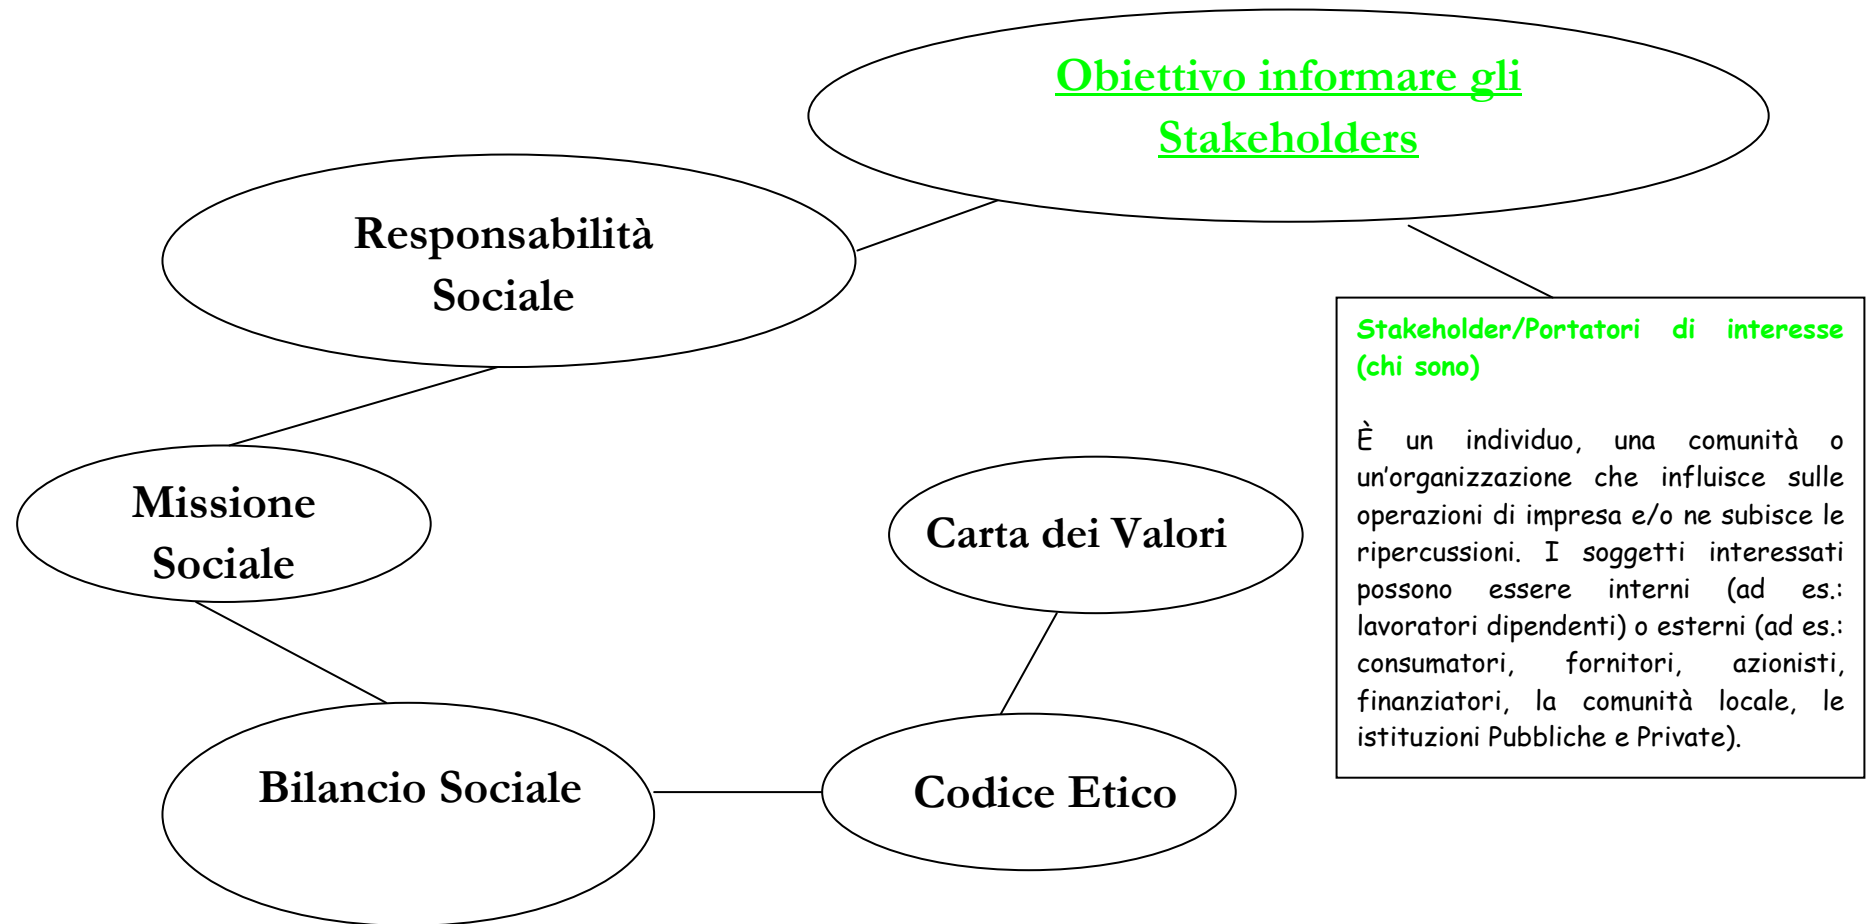 Obiettivo informare gli
Stakeholders
Responsabilità
Sociale
Stakeholder/Portatori di interesse
(chi sono)
È un individuo, una comunità o
un'organizzazione che influisce sulle
operazioni di impresa e/o ne subisce le
ripercussioni. I soggetti interessati
possono essere interni (ad es.:
lavoratori dipendenti) o esterni (ad es.:
consumatori, fornitori, azionisti,
finanziatori, la comunità locale, le
istituzioni Pubbliche e Private).
Missione
Sociale
Carta dei Valori
Bilancio Sociale
Codice Etico